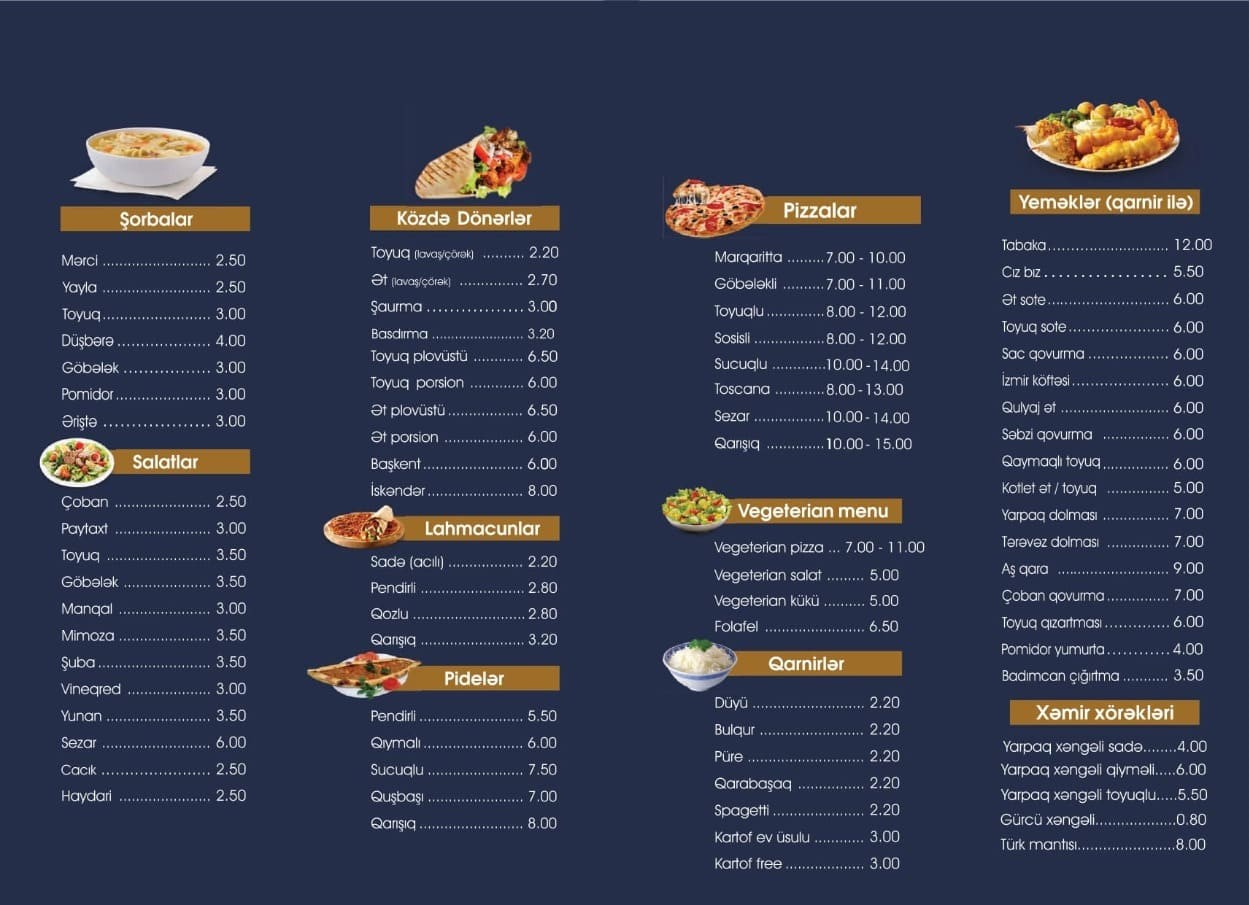 Şorbalar
Mərci .......................... 2.50
Yayla ............................. 2.50
Toyuq.......................... 3.00
Düşbərə ...................... 4.00
Göbələk ................. 3.00
Pomidor....................... 3.00
Əriştə ................... 3.00
Salatlar
Çoban ....................... 2.50
Paytaxt ....................... 3.00
Toyuq ......................... 3.50
Göbələk ..................... 3.50
Manqal ...................... 3.00
Mimoza ...................... 3.50
Şuba ........................... 3.50
Vineqred .................... 3.00
Yunan ......................... 3.50
Sezar .......................... 6.00
Cacık ...................... 2.50
Haydari ...................... 2.50
Közdə Dönərlər
Toyuq (lavaş/çörək) .......... 2.20
Ət (lavaş/çörək) ............... 2.70
Şaurma ................. 3.00
Basdırma ...................... 3.20
Toyuq plovüstü ............ 6.50
Toyuq porsion ............. 6.00
Ət plovüstü .................. 6.50
Ət porsion ................... 6.00
Başkent........................ 6.00
İskəndər....................... 8.00
Lahmacunlar
Sadə (acılı) .................. 2.20
Pendirli ......................... 2.80
Qozlu .......................... 2.80
Qarışıq ......................... 3.20
Pidelər
Pendirli ......................... 5.50
Qıymalı........................ 6.00
Sucuqlu ....................... 7.50
Quşbaşı ....................... 7.00
Qarışıq ......................... 8.00
Pizzalar
Marqaritta .........7.00 - 10.00
Göbələkli ..........7.00 - 11.00
Toyuqlu..............8.00 - 12.00
Sosisli .................8.00 - 12.00
Sucuqlu .............10.00 - 14.00
Toscana .............8.00 - 13.00
Sezar .................10.00 - 14.00
Qarışıq ..............10.00 - 15.00
Vegeterian menu
Vegeterian pizza ... 7.00 - 11.00
Vegeterian salat ......... 5.00
Vegeterian kükü .......... 5.00
Folafel ........................ 6.50
Qarnirlər
Düyü .................................. 2.20
Bulqur ......................... 2.20
Püre ............................ 2.20
Qarabaşaq ................ 2.20
Spagetti ...................... 2.20
Kartof ev üsulu ............ 3.00
Kartof free ................... 3.00
Yeməklər (qarnir ilə)
Tabaka............................. 12.00
Cız bız ................. 5.50
Ət sote............................. 6.00
Toyuq sote........................ 6.00
Sac qovurma ................... 6.00
İzmir köftəsi....................... 6.00
Qulyaj ət .......................... 6.00
Səbzi qovurma ................ 6.00
Qaymaqlı toyuq................ 6.00
Kotlet ət / toyuq ............... 5.00
Yarpaq dolması ................ 7.00
Tərəvəz dolması ............... 7.00
Aş qara ........................... 9.00
Çoban qovurma ............... 7.00
Toyuq qızartması............... 6.00
Pomidor yumurta........... 4.00
Badımcan çığırtma ........... 3.50
Xəmir xörəkləri
Yarpaq xəngəli sadə........4.00
Yarpaq xəngəli qiyməli.....6.00
Yarpaq xəngəli toyuqlu.....5.50
Gürcü xəngəli...................0.80
Türk mantısı.......................8.00